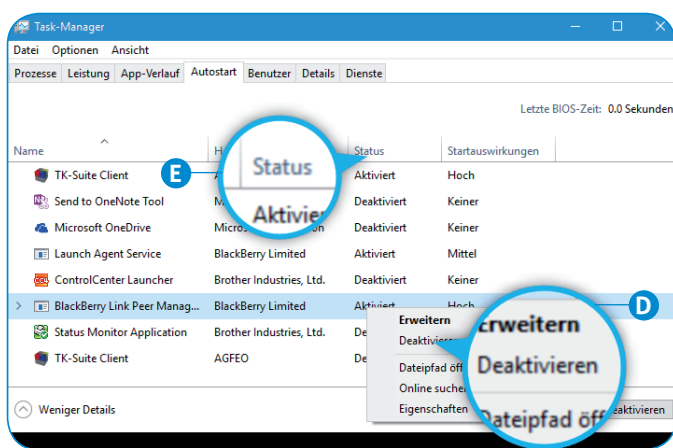 Task-Manager
Datei Optionen Ansicht
Prozesse Leistung App-Verlauf Autostart Benutzer Details Dienste
Letzte BIOS-Zeit: 0.0 Sekunden
Name Status Startauswirkungen
E Status
TK-Suite Client Aktiviert Hoch
Send to OneNote Tool Deaktiviert Keiner
Microsoft OneDrive Deaktiviert Keiner
Launch Agent Service BlackBerry Limited Aktiviert Mittel
ControlCenter Launcher Brother Industries, Ltd. Deaktiviert Keiner
BlackBerry Link Peer Manag... BlackBerry Limited Aktiviert Hoch D
Status Monitor Application Brother Industries, Ltd.
TK-Suite Client AGFEO
Erweitern
Erweitern
Deaktivieren
Dateipfad öff
Dateipfad öff
Online suche
Eigenschaften
Weniger Details